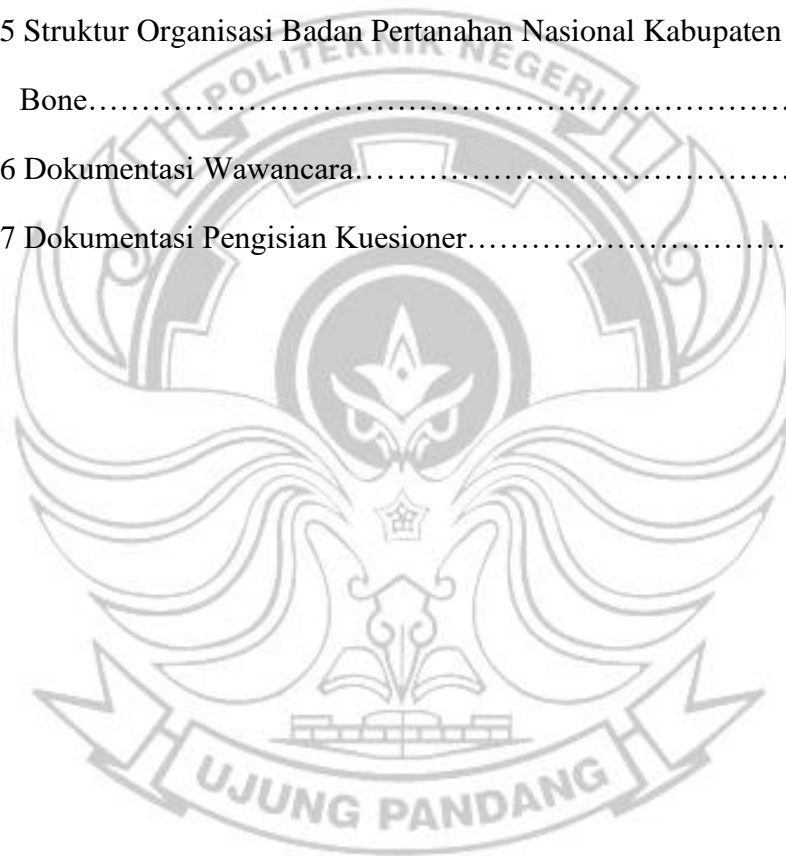 5 Struktur Organisasi Badan Pertanahan Nasional Kabupaten
Bone……………………………………………………………….
6 Dokumentasi Wawancara…………………………………….
7 Dokumentasi Pengisian Kuesioner………………………….
POLITEKNIK NEGERI
UJUNG PANDANG